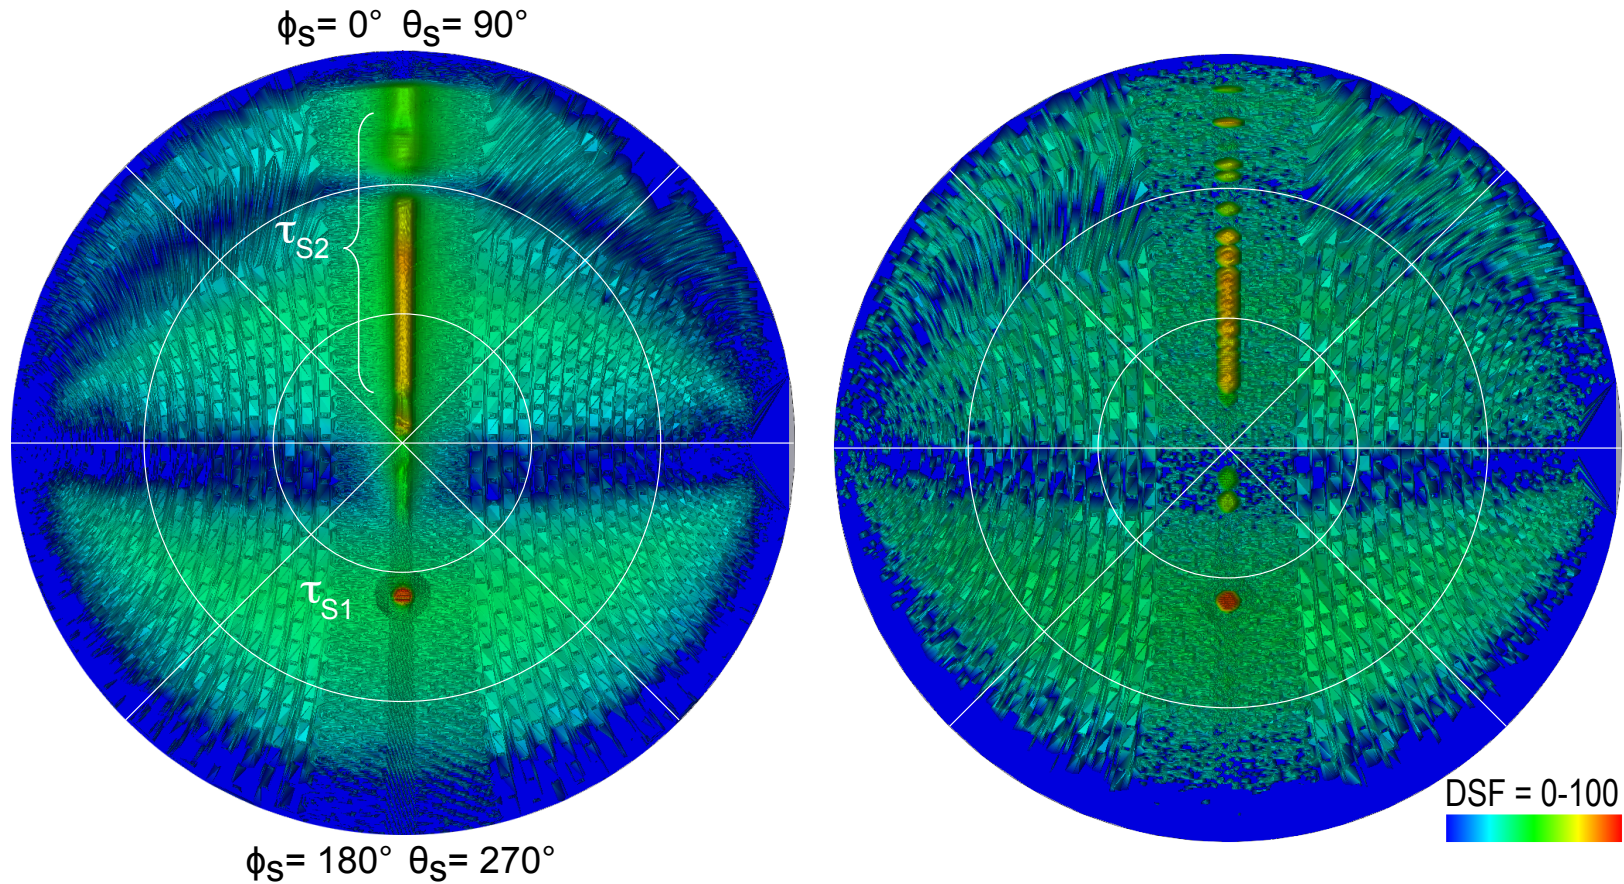 ϕs= 0° θs= 90°
τS2
τS1
DSF = 0-100
ϕs= 180° θs= 270°